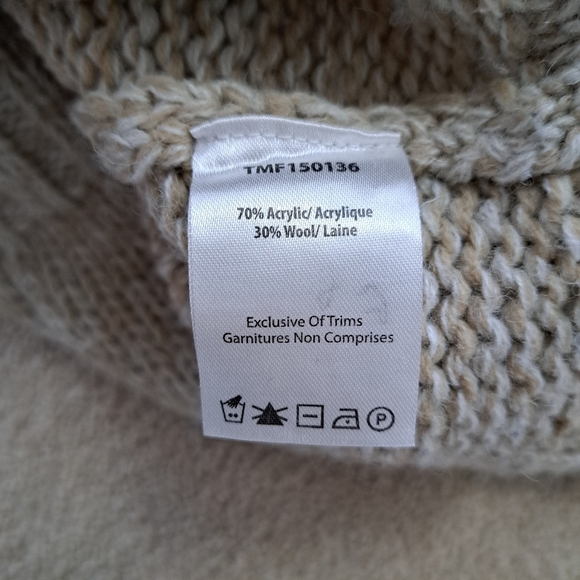 TMF150136
70% Acrylic/ Acrylique
30% Wool/ Laine
Exclusive Of Trims
Garnitures Non Comprises
P